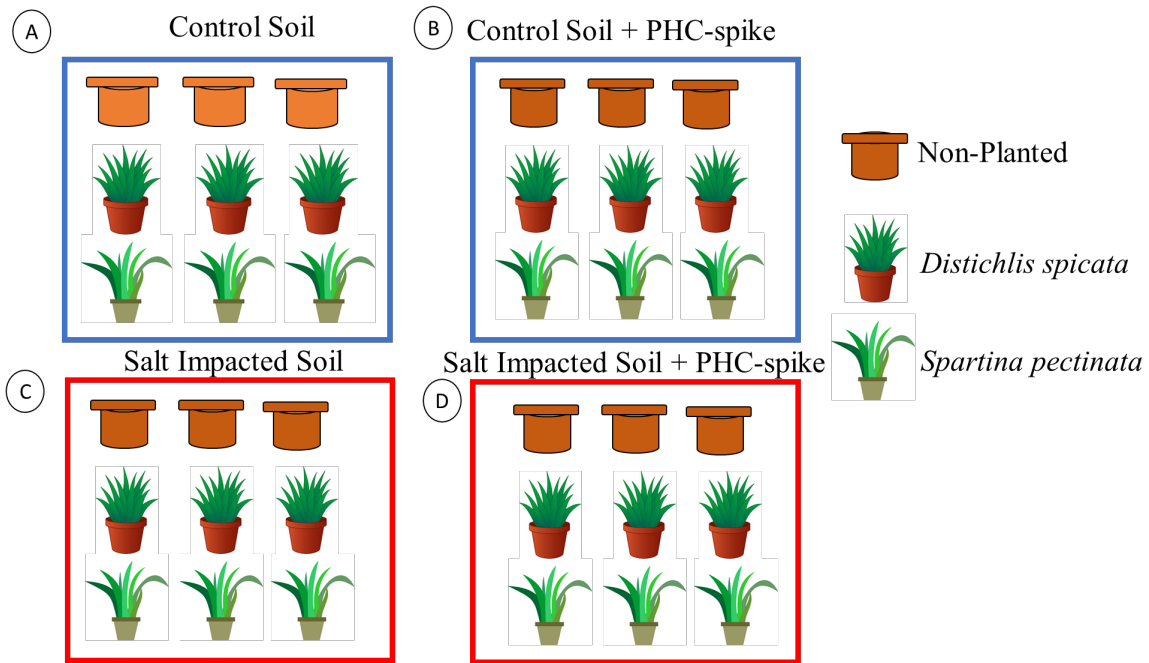 A
Control Soil
B
Control Soil + PHC-spike
Non-Planted
Distichlis spicata
Spartina pectinata
C
Salt Impacted Soil
D
Salt Impacted Soil + PHC-spike